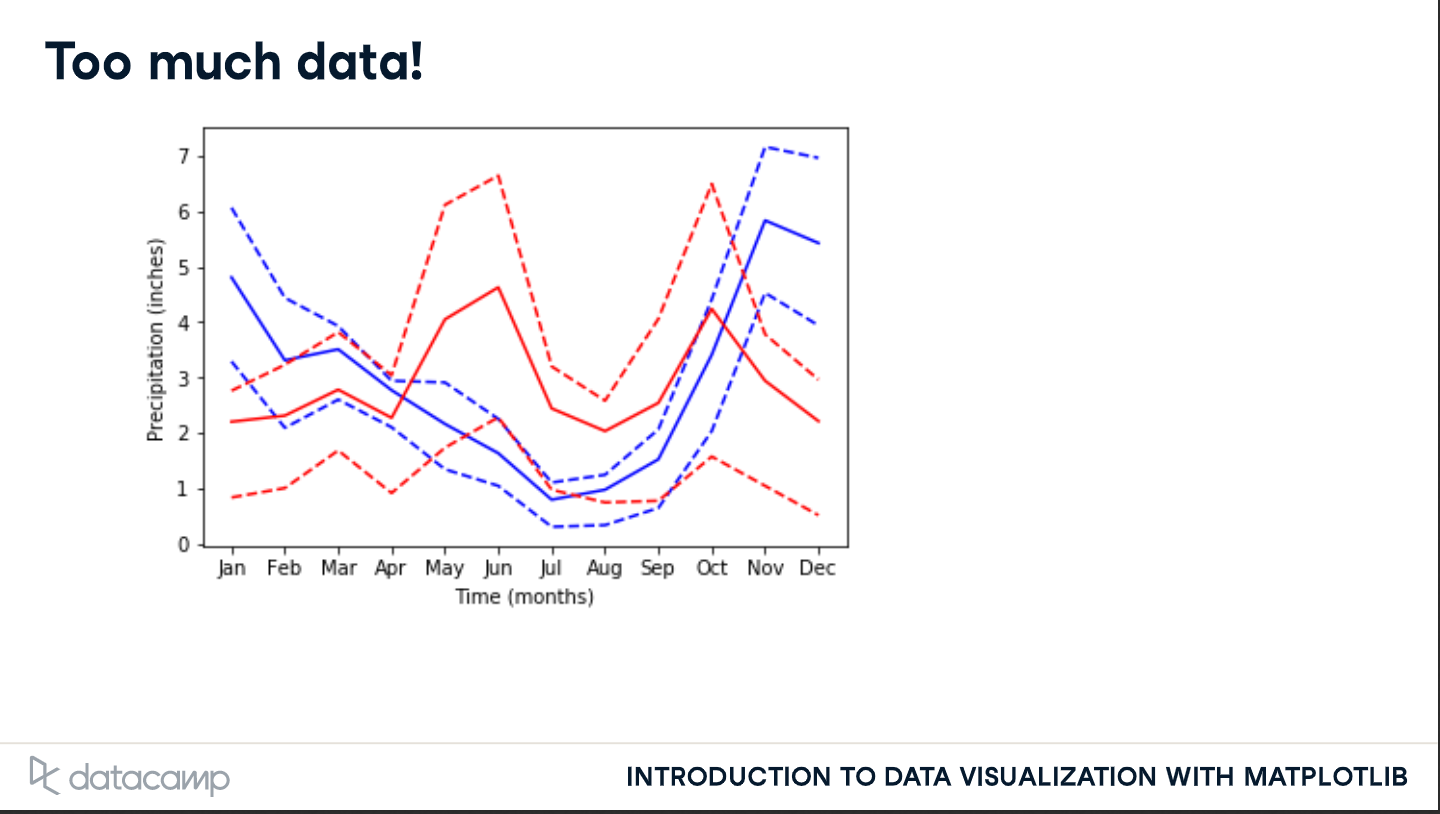 Too much data!
7
6
5
4
3
2
1
0
Precipitation (inches)
Jan Feb Mar Apr May Jun Jul Aug Sep Oct Nov Dec
Time (months)
datacamp
INTRODUCTION TO DATA VISUALIZATION WITH MATPLOTLIB